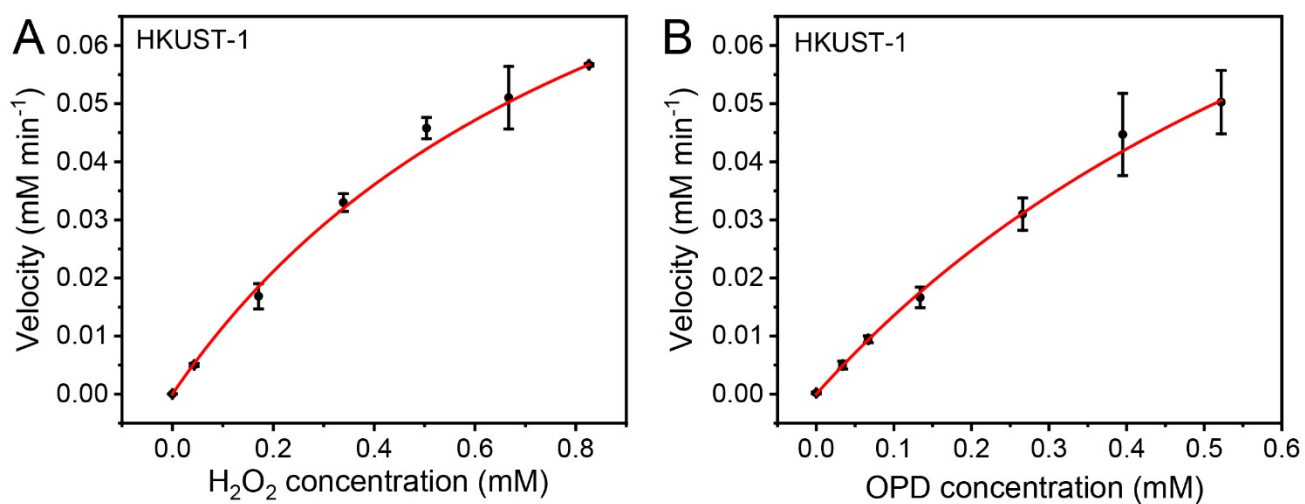 A
HKUST-1
Velocity (mM min⁻¹)
0.06
0.05
0.04
0.03
0.02
0.01
0.00
0.0 0.2 0.4 0.6 0.8
H₂O₂ concentration (mM)
B
HKUST-1
Velocity (mM min⁻¹)
0.06
0.05
0.04
0.03
0.02
0.01
0.00
0.0 0.1 0.2 0.3 0.4 0.5 0.6
OPD concentration (mM)